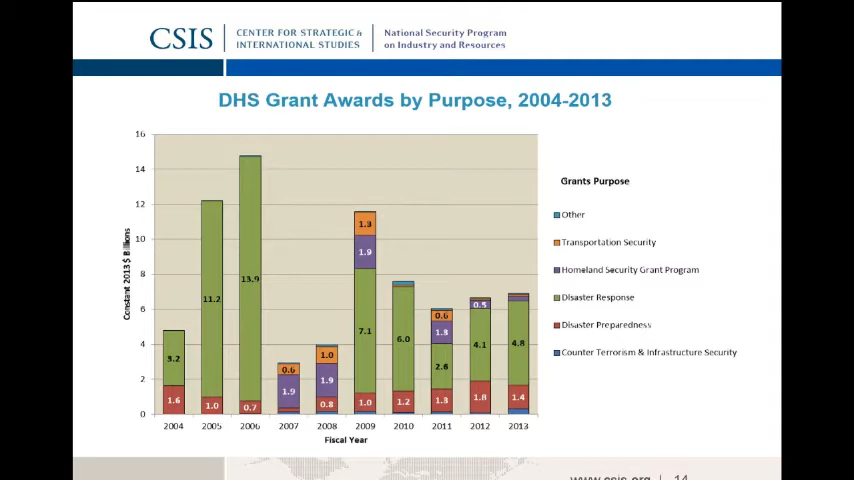 CSIS
CENTER FOR STRATEGIC &
INTERNATIONAL STUDIES
National Security Program
on Industry and Resources
DHS Grant Awards by Purpose, 2004-2013
Constant 2013 $ Billions
16
14
12
10
8
6
4
2
0
3.2
1.6
11.2
1.0
13.9
0.7
0.6
1.9
1.0
1.9
0.8
1.3
1.9
7.1
1.0
6.0
1.2
0.6
1.3
2.6
1.3
0.5
4.1
1.8
4.8
1.4
2004 2005 2006 2007 2008 2009 2010 2011 2012 2013
Fiscal Year
Grants Purpose
Other
Transportation Security
Homeland Security Grant Program
Disaster Response
Disaster Preparedness
Counter Terrorism & Infrastructure Security
www.csis.org | 14